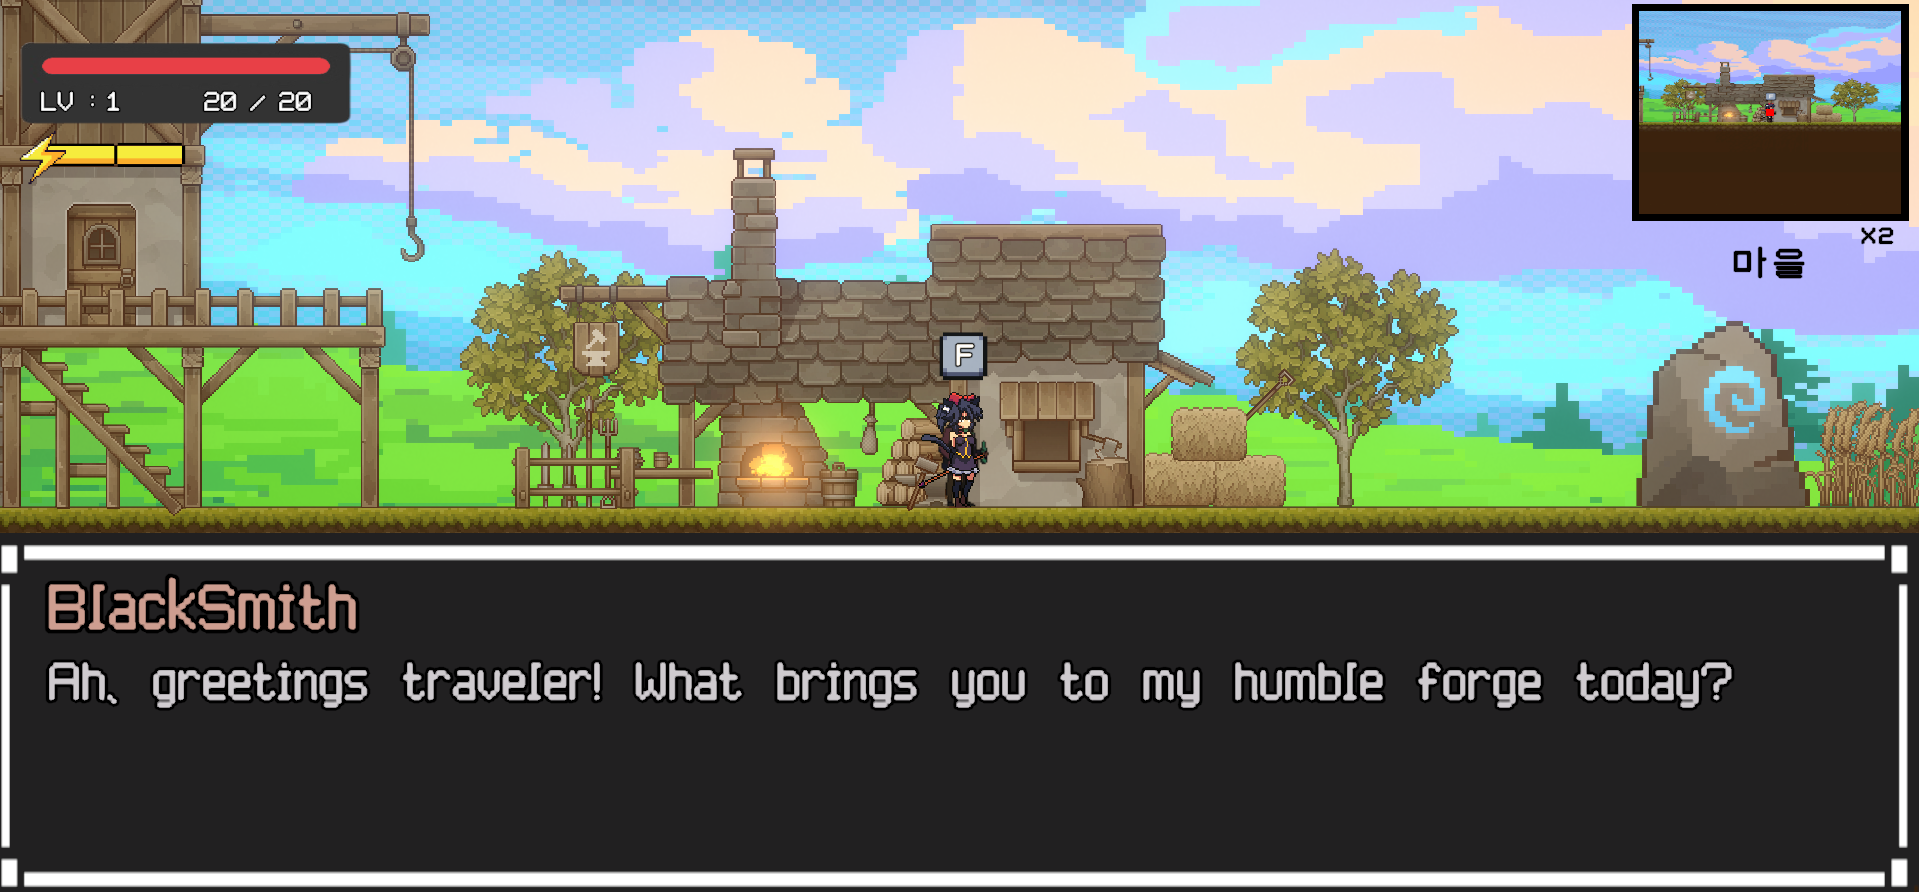 LV : 1 20 / 20
X2
마을
F
BlackSmith
Ah, greetings traveler! What brings you to my humble forge today?